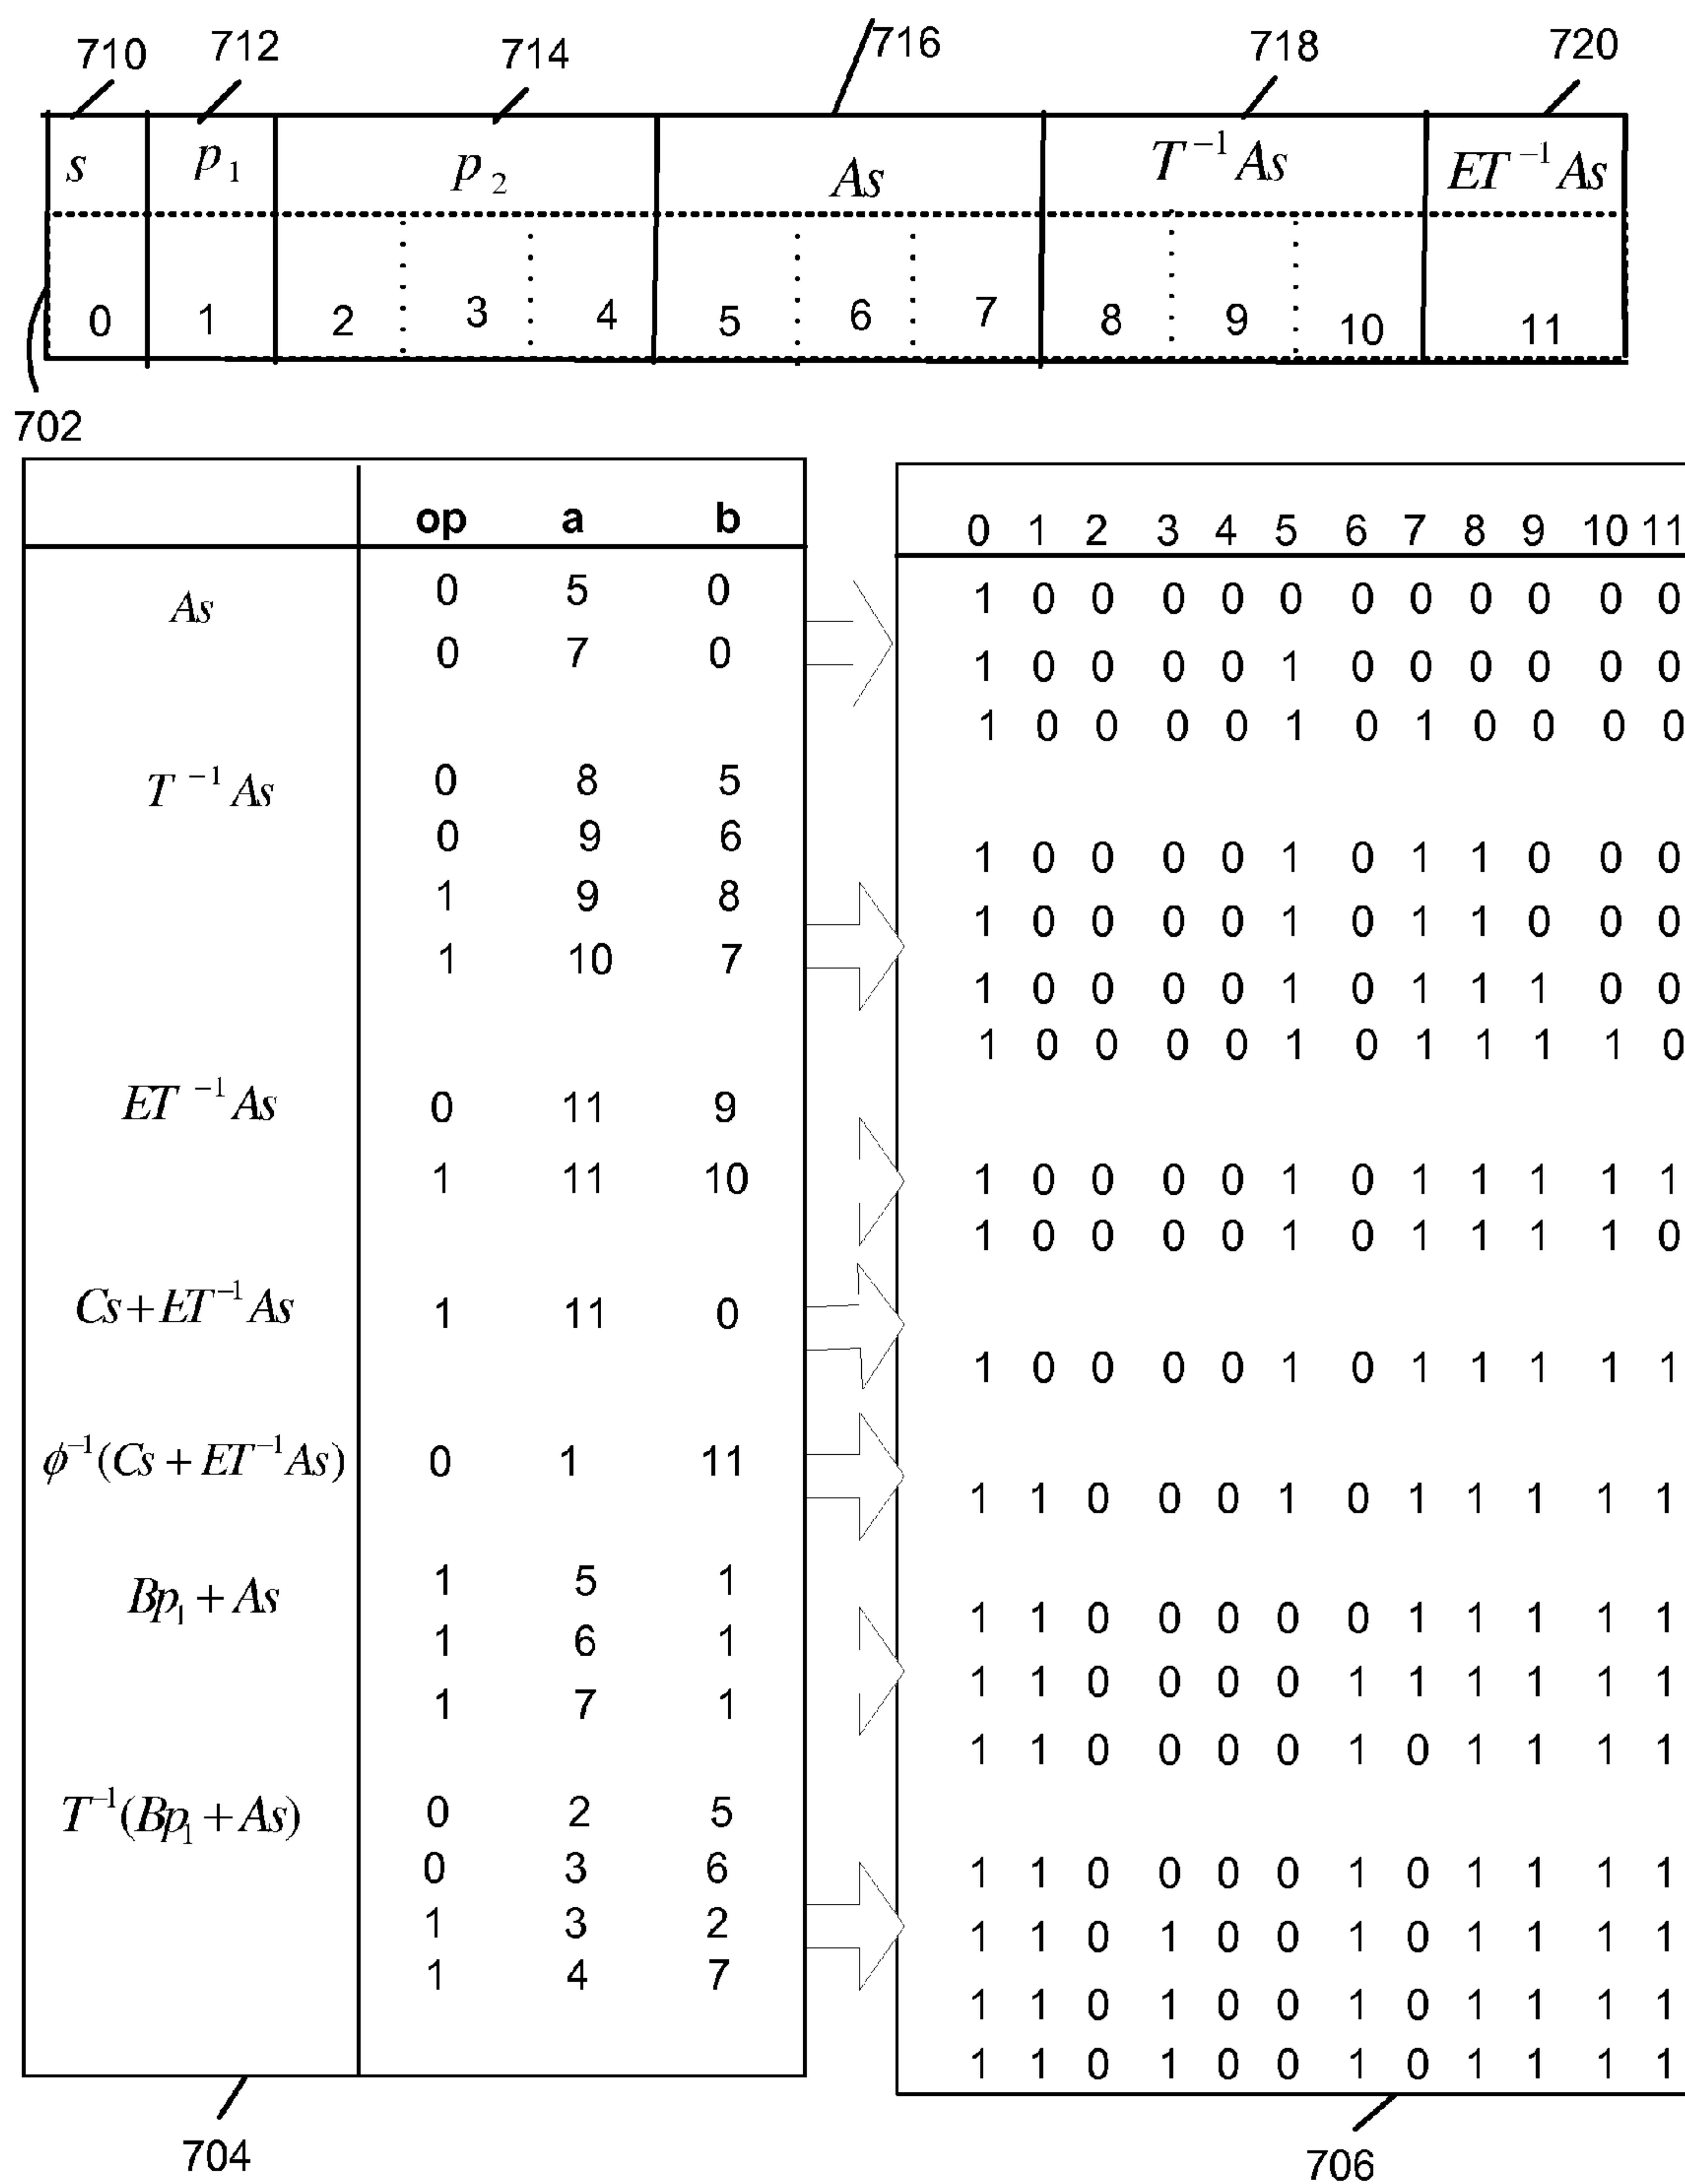 710 712 714 716 718 720
s p₁ p₂ As T⁻¹As ET⁻¹As
0 1 2 3 4 5 6 7 8 9 10 11
702
op a b
As 0 5 0
0 7 0
T⁻¹As 0 8 5
0 9 6
1 9 8
1 10 7
ET⁻¹As 0 11 9
1 11 10
Cs+ET⁻¹As 1 11 0
ϕ⁻¹(Cs+ET⁻¹As) 0 1 11
Bp₁+As 1 5 1
1 6 1
1 7 1
T⁻¹(Bp₁+As) 0 2 5
0 3 6
1 3 2
1 4 7
704
0 1 2 3 4 5 6 7 8 9 10 11
1 0 0 0 0 0 0 0 0 0 0 0
1 0 0 0 0 1 0 0 0 0 0 0
1 0 0 0 0 1 0 1 0 0 0 0
1 0 0 0 0 1 0 1 1 0 0 0
1 0 0 0 0 1 0 1 1 0 0 0
1 0 0 0 0 1 0 1 1 1 0 0
1 0 0 0 0 1 0 1 1 1 1 0
1 0 0 0 0 1 0 1 1 1 1 1
1 0 0 0 0 1 0 1 1 1 1 0
1 0 0 0 0 1 0 1 1 1 1 1
1 1 0 0 0 1 0 1 1 1 1 1
1 1 0 0 0 0 0 1 1 1 1 1
1 1 0 0 0 0 1 1 1 1 1 1
1 1 0 0 0 0 1 0 1 1 1 1
1 1 0 0 0 0 1 0 1 1 1 1
1 1 0 1 0 0 1 0 1 1 1 1
1 1 0 1 0 0 1 0 1 1 1 1
1 1 0 1 0 0 1 0 1 1 1 1
706